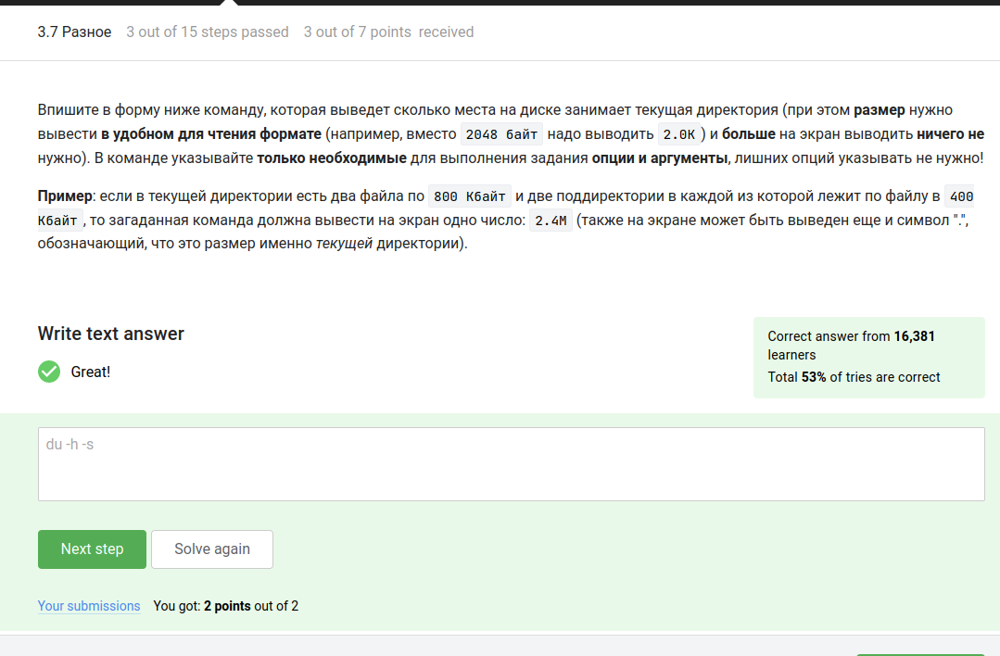 3.7 Разное 3 out of 15 steps passed 3 out of 7 points received
Впишите в форму ниже команду, которая выведет сколько места на диске занимает текущая директория (при этом размер нужно
вывести в удобном для чтения формате (например, вместо 2048 байт надо выводить 2.0K ) и больше на экран выводить ничего не
нужно). В команде указывайте только необходимые для выполнения задания опции и аргументы, лишних опций указывать не нужно!
Пример: если в текущей директории есть два файла по 800 Кбайт и две поддиректории в каждой из которой лежит по файлу в 400
Кбайт , то загаданная команда должна вывести на экран одно число: 2.4M (также на экране может быть выведен еще и символ ".",
обозначающий, что это размер именно текущей директории).
Write text answer
Correct answer from 16,381
learners
Total 53% of tries are correct
Great!
du -h -s
Next step Solve again
Your submissions You got: 2 points out of 2